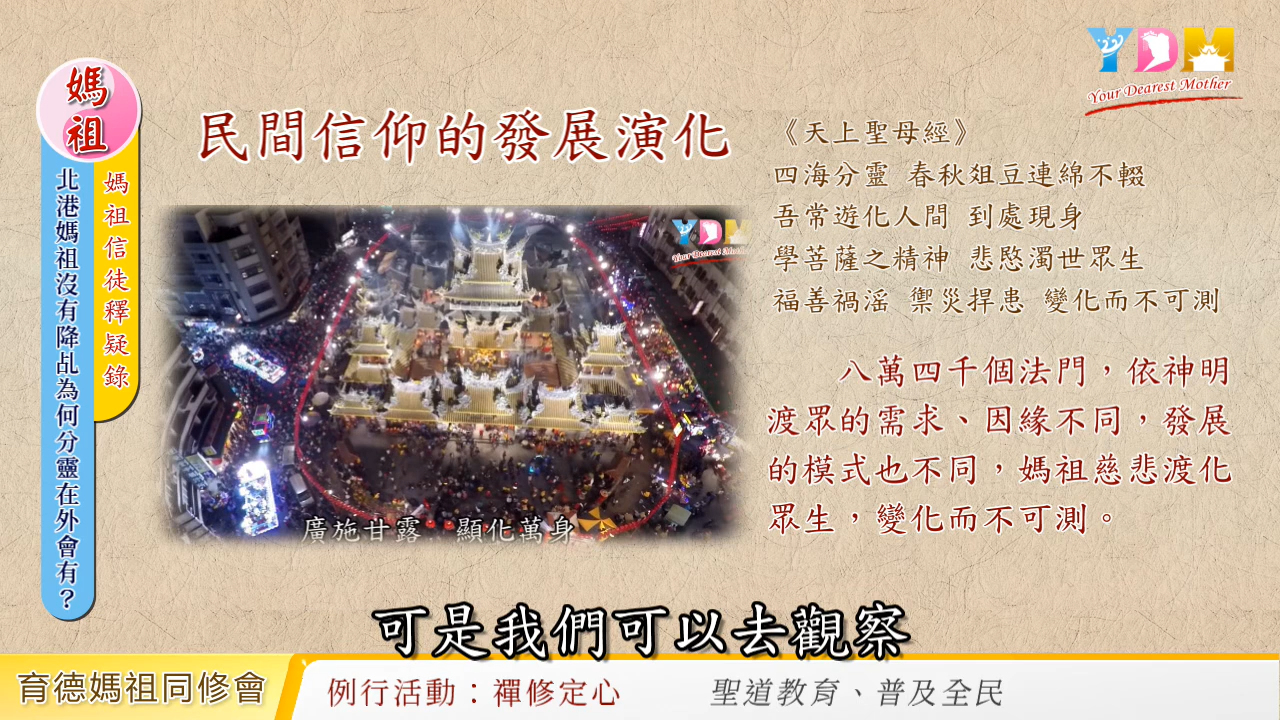 YDM
Your Dearest Mother
媽祖
媽祖信徒釋疑錄
北港媽祖沒有降乩為何分靈在外會有？
民間信仰的發展演化
《天上聖母經》
四海分靈 春秋俎豆連綿不輟
吾常遊化人間 到處現身
學菩薩之精神 悲愍濁世眾生
福善禍滛 禦災捍患 變化而不可測
八萬四千個法門，依神明
渡眾的需求、因緣不同，發展
的模式也不同，媽祖慈悲渡化
眾生，變化而不可測。
YDM
Your Dearest Mother
廣施甘露 顯化萬身
可是我們可以去觀察
育德媽祖同修會
例行活動：禪修定心 聖道教育、普及全民